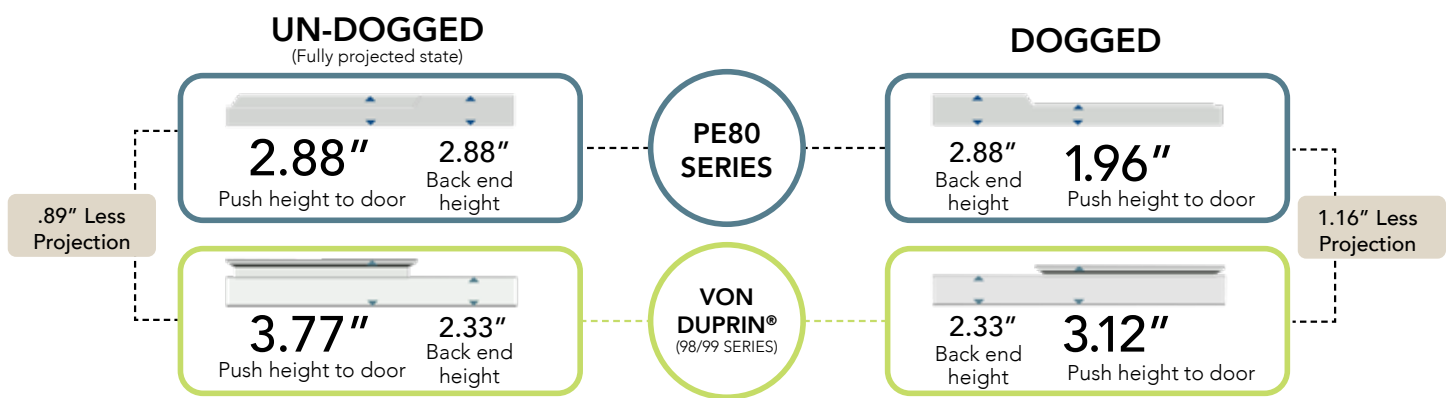 UN-DOGGED
(Fully projected state)
DOGGED
2.88”
Push height to door
2.88”
Back end
height
PE80
SERIES
2.88”
Back end
height
1.96”
Push height to door
.89” Less
Projection
1.16” Less
Projection
3.77”
Push height to door
2.33”
Back end
height
VON
DUPRIN®
(98/99 SERIES)
2.33”
Back end
height
3.12”
Push height to door